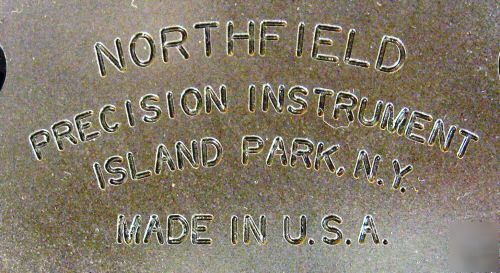 NORTHFIELD
PRECISION INSTRUMENT
ISLAND PARK, N.Y.
MADE IN U.S.A.